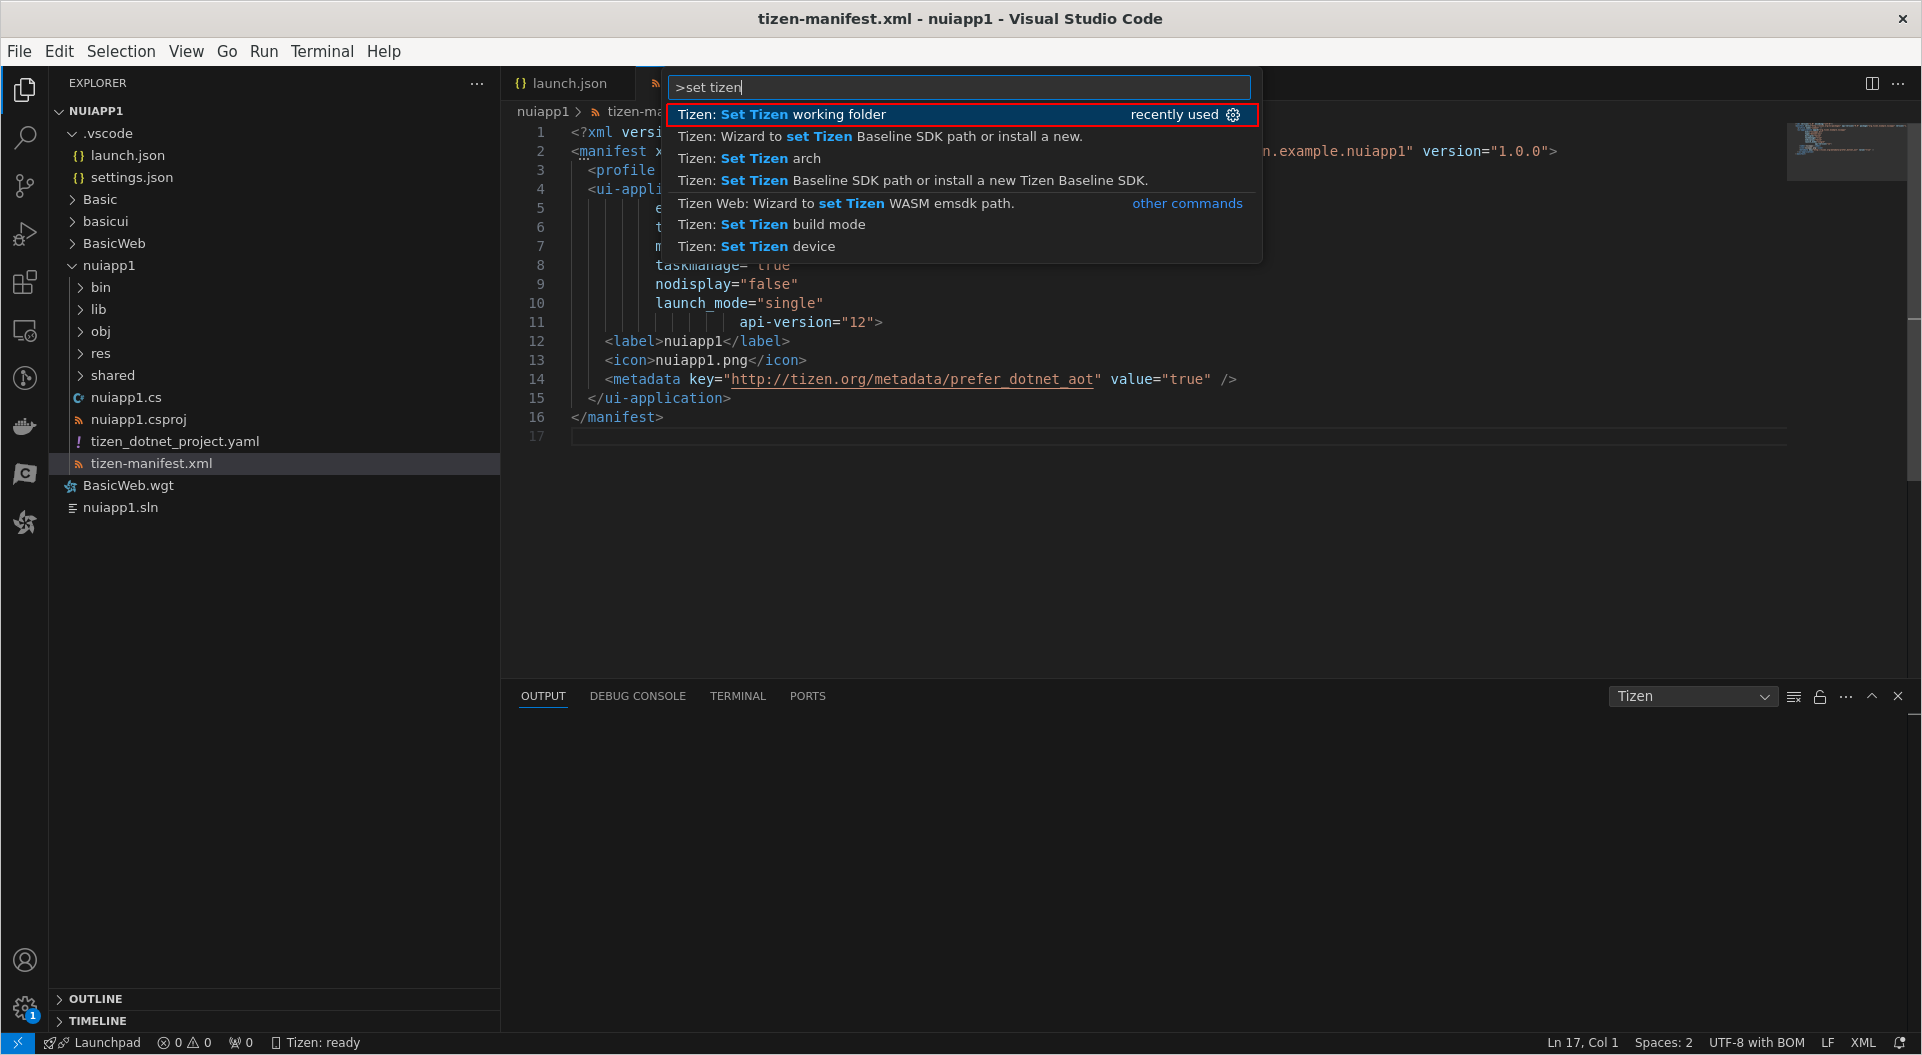 tizen-manifest.xml - nuiapp1 - Visual Studio Code
File Edit Selection View Go Run Terminal Help
EXPLORER
NUIAPP1
.vscode
{} launch.json
{} settings.json
Basic
basicui
BasicWeb
nuiapp1
bin
lib
obj
res
shared
nuiapp1.cs
nuiapp1.csproj
! tizen_dotnet_project.yaml
tizen-manifest.xml
BasicWeb.wgt
nuiapp1.sln
OUTLINE
TIMELINE
{} launch.json
>set tizen
Tizen: Set Tizen working folder recently used
Tizen: Wizard to set Tizen Baseline SDK path or install a new.
Tizen: Set Tizen arch
Tizen: Set Tizen Baseline SDK path or install a new Tizen Baseline SDK.
Tizen Web: Wizard to set Tizen WASM emsdk path. other commands
Tizen: Set Tizen build mode
Tizen: Set Tizen device
nuiapp1 > tizen-ma
1 <?xml versi
2 <manifest x n.example.nuiapp1" version="1.0.0">
3 <profile
4 <ui-appli
5 e
6 t
7 m
8 taskmanage="true"
9 nodisplay="false"
10 launch_mode="single"
11 api-version="12">
12 <label>nuiapp1</label>
13 <icon>nuiapp1.png</icon>
14 <metadata key="http://tizen.org/metadata/prefer_dotnet_aot" value="true" />
15 </ui-application>
16 </manifest>
17
OUTPUT DEBUG CONSOLE TERMINAL PORTS Tizen
1
Launchpad 0 0 0 Tizen: ready Ln 17, Col 1 Spaces: 2 UTF-8 with BOM LF XML